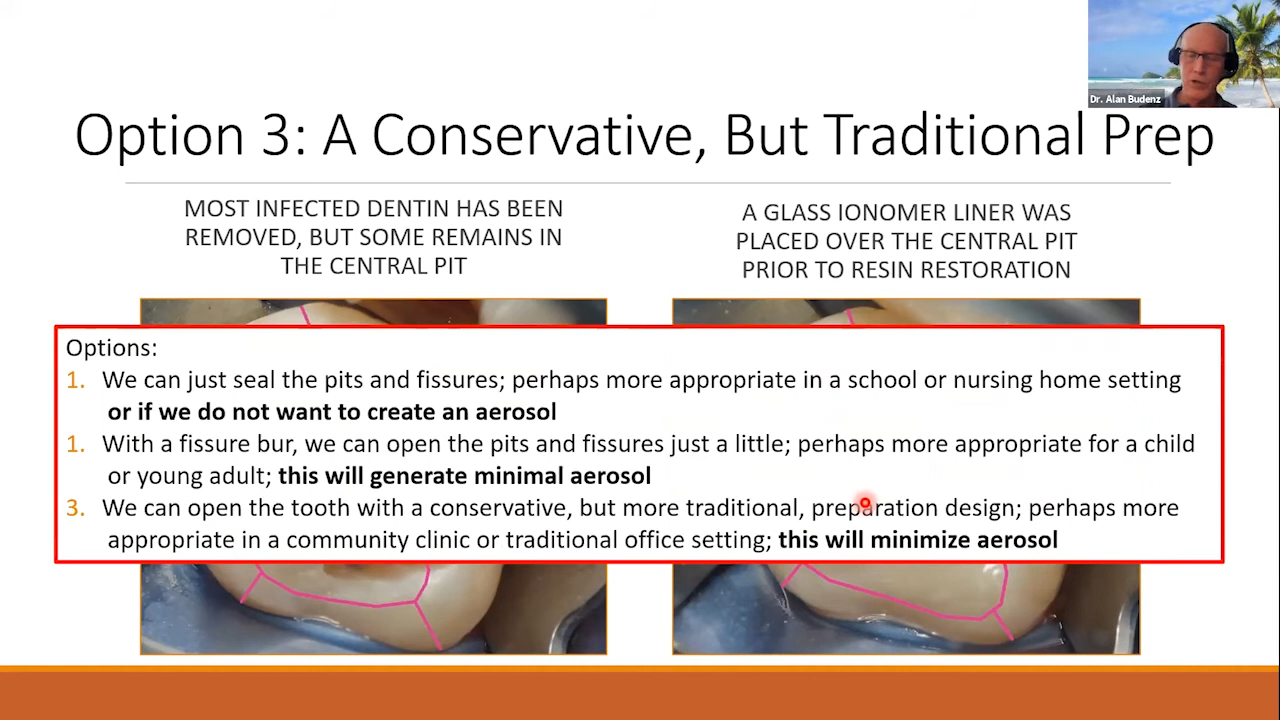 Dr. Alan Budenz
Option 3: A Conservative, But Traditional Prep
MOST INFECTED DENTIN HAS BEEN
REMOVED, BUT SOME REMAINS IN
THE CENTRAL PIT
A GLASS IONOMER LINER WAS
PLACED OVER THE CENTRAL PIT
PRIOR TO RESIN RESTORATION
Options:
1. We can just seal the pits and fissures; perhaps more appropriate in a school or nursing home setting
or if we do not want to create an aerosol
1. With a fissure bur, we can open the pits and fissures just a little; perhaps more appropriate for a child
or young adult; this will generate minimal aerosol
3. We can open the tooth with a conservative, but more traditional, preparation design; perhaps more
appropriate in a community clinic or traditional office setting; this will minimize aerosol